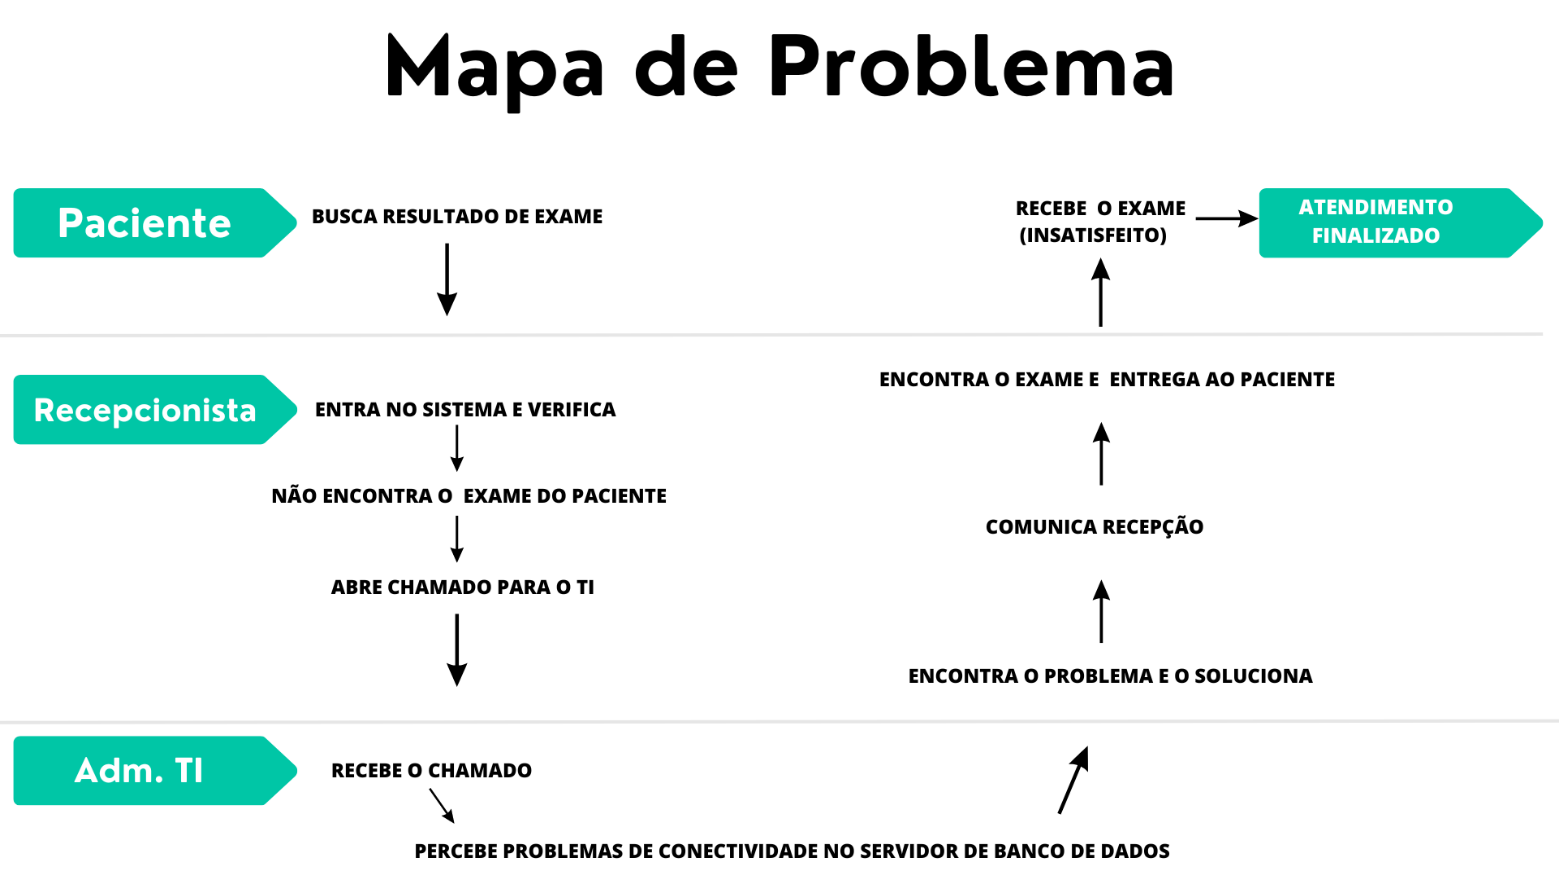 Mapa de Problema
Paciente
BUSCA RESULTADO DE EXAME
RECEBE O EXAME
(INSATISFEITO)
ATENDIMENTO
FINALIZADO
Recepcionista
ENTRA NO SISTEMA E VERIFICA
NÃO ENCONTRA O EXAME DO PACIENTE
ABRE CHAMADO PARA O TI
ENCONTRA O EXAME E ENTREGA AO PACIENTE
COMUNICA RECEPÇÃO
ENCONTRA O PROBLEMA E O SOLUCIONA
Adm. TI
RECEBE O CHAMADO
PERCEBE PROBLEMAS DE CONECTIVIDADE NO SERVIDOR DE BANCO DE DADOS